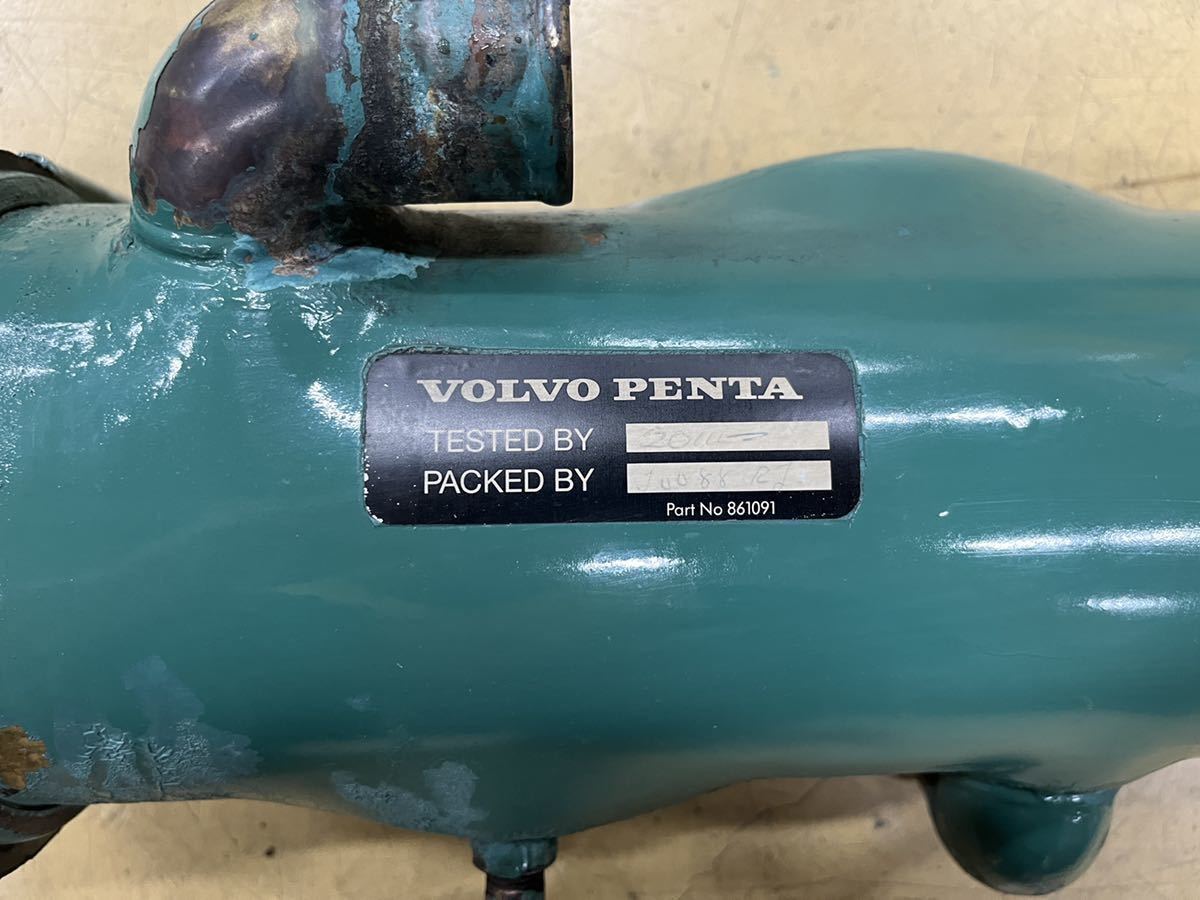 VOLVO PENTA
TESTED BY
PACKED BY
Part No 861091